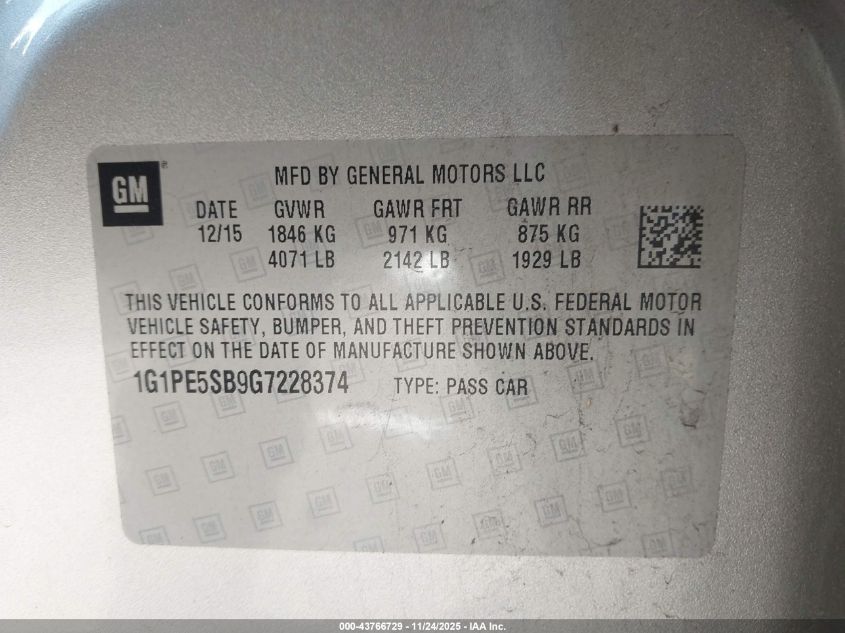 GM®
MFD BY GENERAL MOTORS LLC
DATE GVWR GAWR FRT GAWR RR
12/15 1846 KG 971 KG 875 KG
4071 LB 2142 LB 1929 LB
THIS VEHICLE CONFORMS TO ALL APPLICABLE U.S. FEDERAL MOTOR
VEHICLE SAFETY, BUMPER, AND THEFT PREVENTION STANDARDS IN
EFFECT ON THE DATE OF MANUFACTURE SHOWN ABOVE.
1G1PE5SB9G7228374 TYPE: PASS CAR
000-43766729 - 11/24/2025 - IAA Inc.